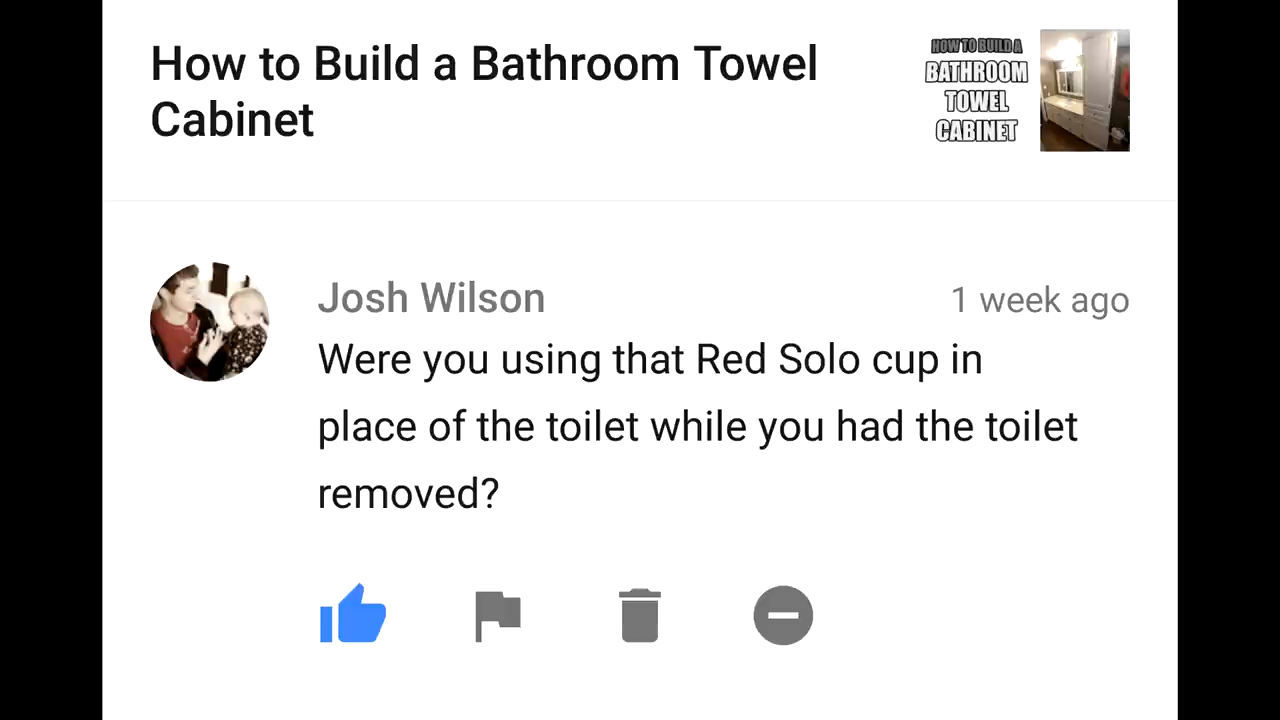 How to Build a Bathroom Towel
Cabinet
HOW TO BUILD A
BATHROOM
TOWEL
CABINET
Josh Wilson
1 week ago
Were you using that Red Solo cup in
place of the toilet while you had the toilet
removed?